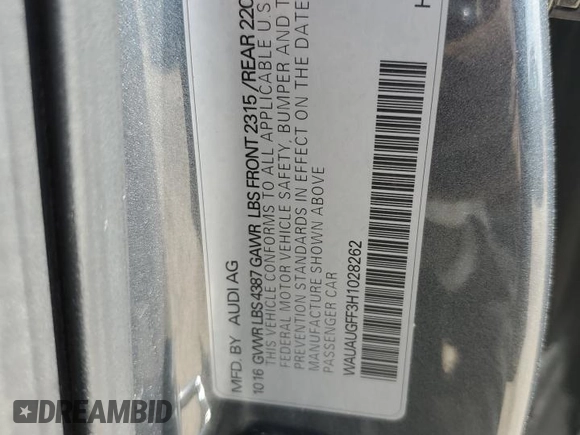 MFD. BY AUDI AG
1016 GVWR LBS 4387 GAWR LBS FRONT 2315 /REAR
THIS VEHICLE CONFORMS TO ALL APPLICABLE U.S.
FEDERAL MOTOR VEHICLE SAFETY, BUMPER AND
PREVENTION STANDARDS IN EFFECT ON THE DATE
MANUFACTURE SHOWN ABOVE
PASSENGER CAR
WAUAUGFF3H1028262
DREAMBID